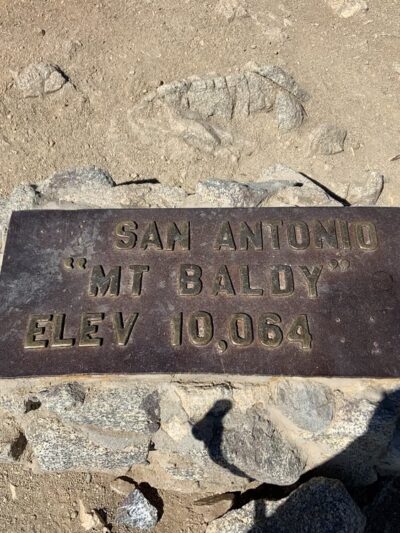 SAN ANTONIO
"MT BALDY"
ELEV 10,064